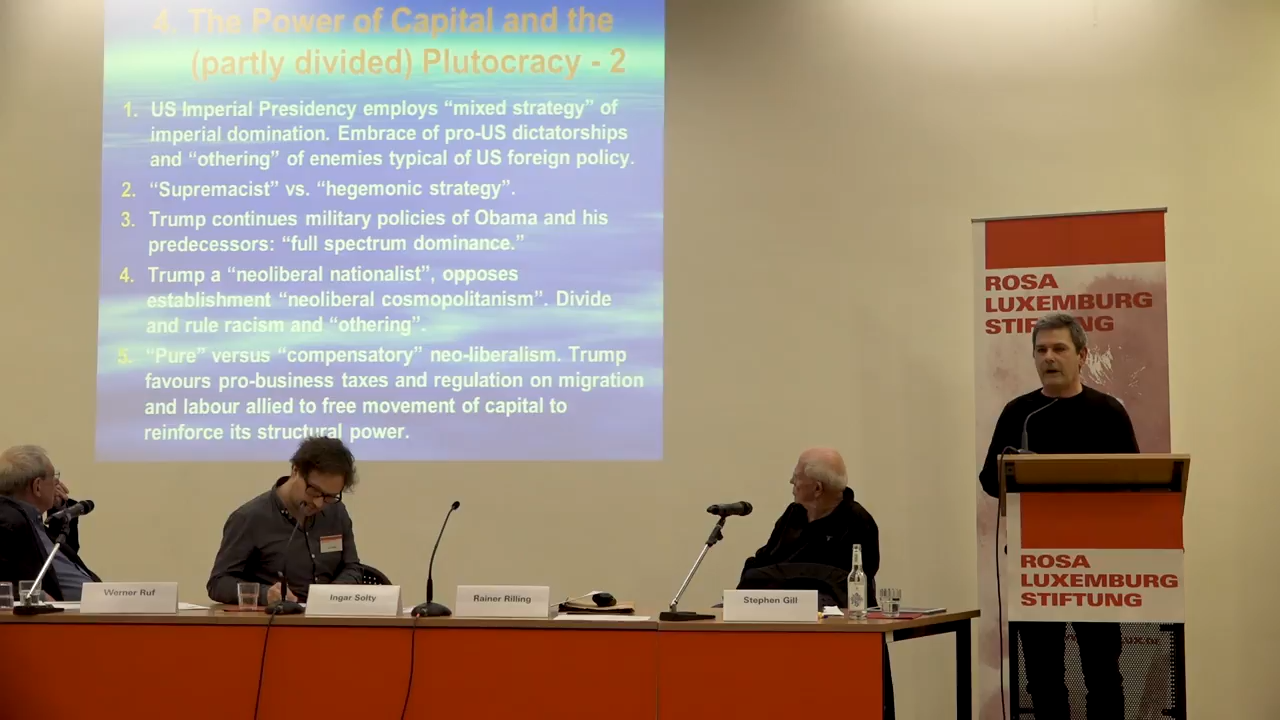 4. The Power of Capital and the
(partly divided) Plutocracy - 2
1. US Imperial Presidency employs “mixed strategy” of
imperial domination. Embrace of pro-US dictatorships
and “othering” of enemies typical of US foreign policy.
2. “Supremacist” vs. “hegemonic strategy”.
3. Trump continues military policies of Obama and his
predecessors: “full spectrum dominance.”
4. Trump a “neoliberal nationalist”, opposes
establishment “neoliberal cosmopolitanism”. Divide
and rule racism and “othering”.
5. “Pure” versus “compensatory” neo-liberalism. Trump
favours pro-business taxes and regulation on migration
and labour allied to free movement of capital to
reinforce its structural power.
ROSA
LUXEMBURG
STIFTUNG
Werner Ruf
Ingar Solty
Rainer Rilling
Stephen Gill
ROSA
LUXEMBURG
STIFTUNG